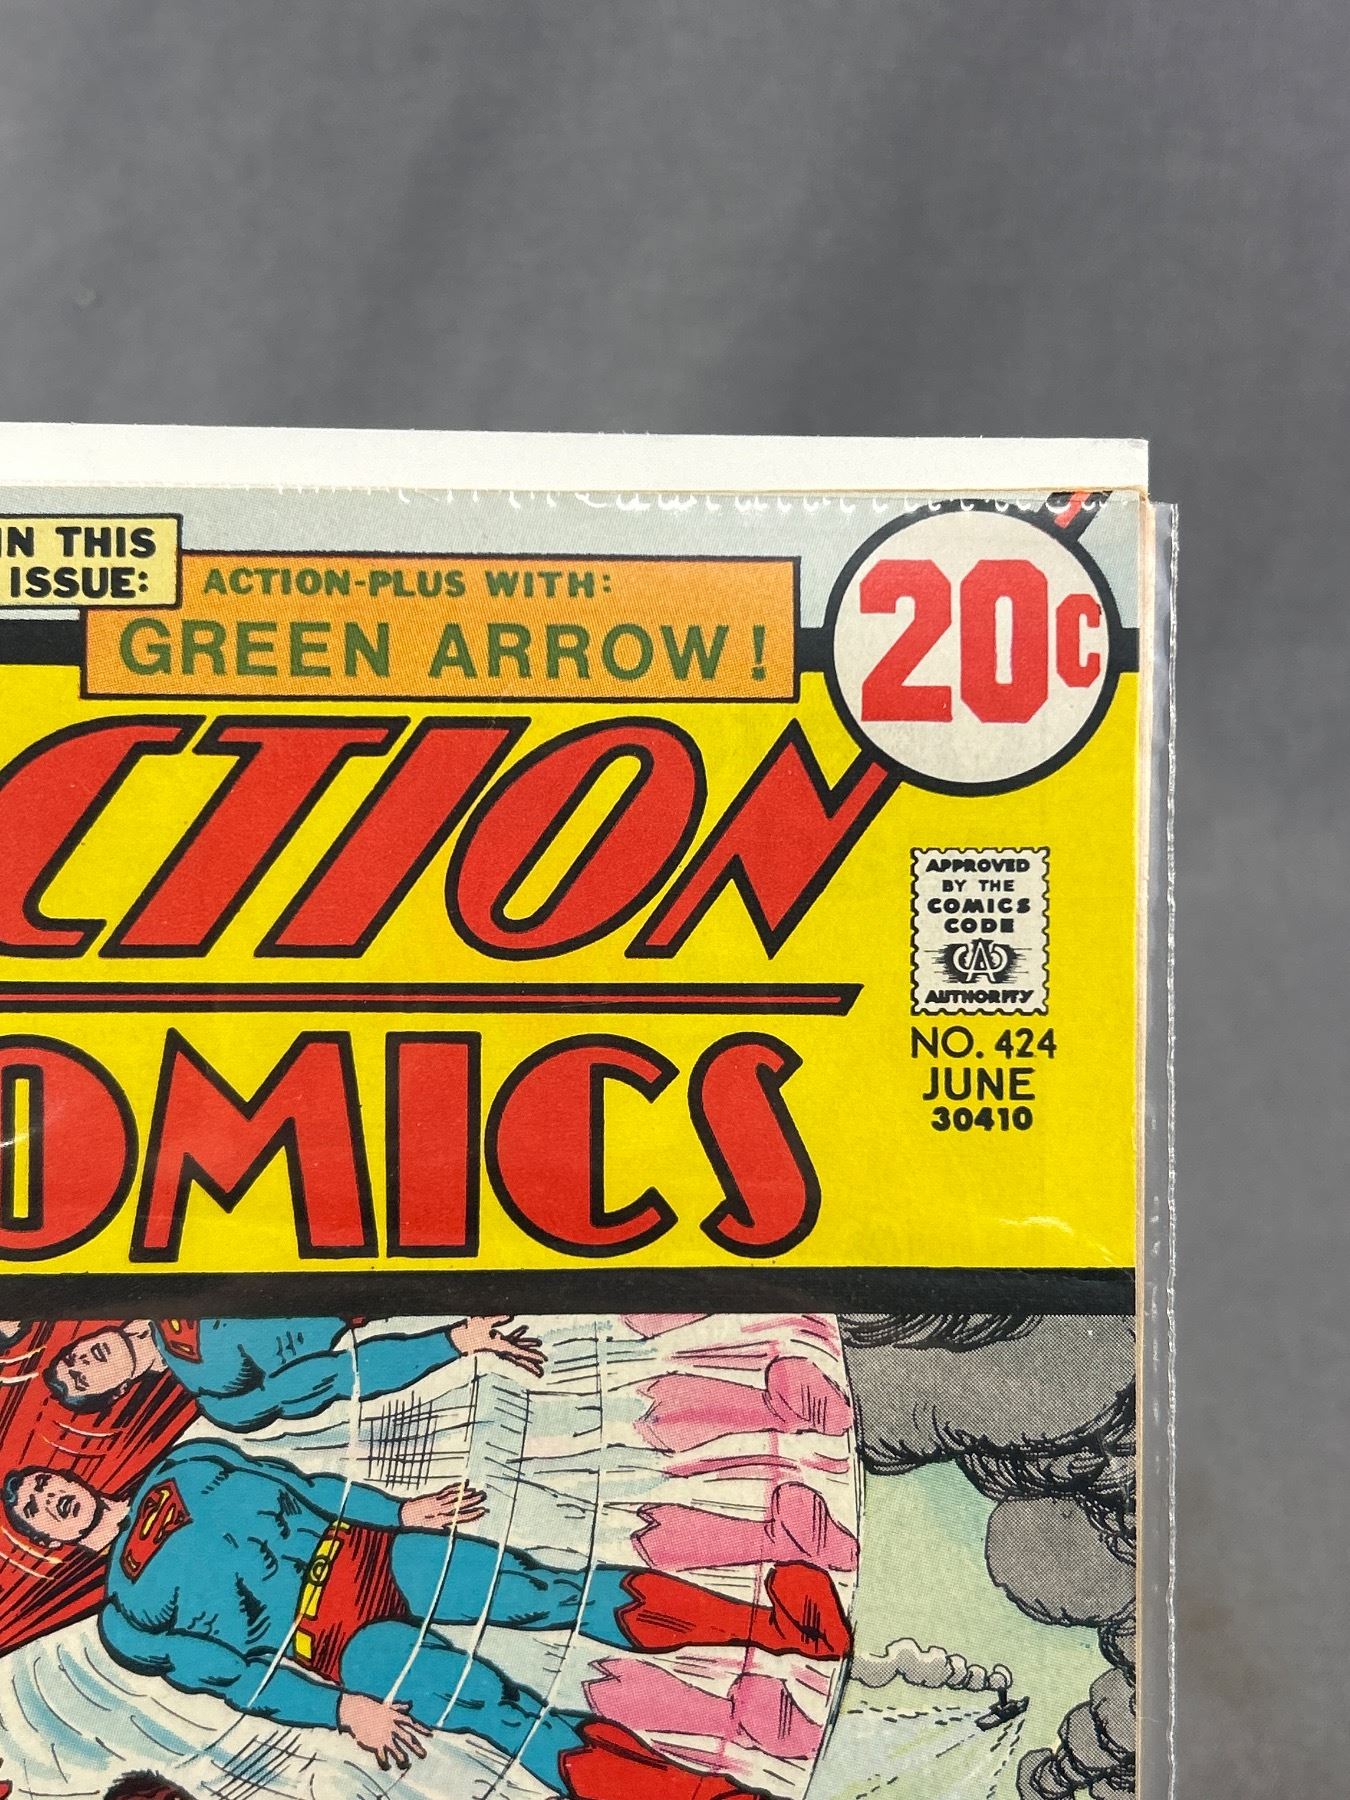 IN THIS
ISSUE:
ACTION-PLUS WITH:
GREEN ARROW!
20¢
CTION
OMICS
APPROVED
BY THE
COMICS
CODE
CA
AUTHORITY
NO. 424
JUNE
30410